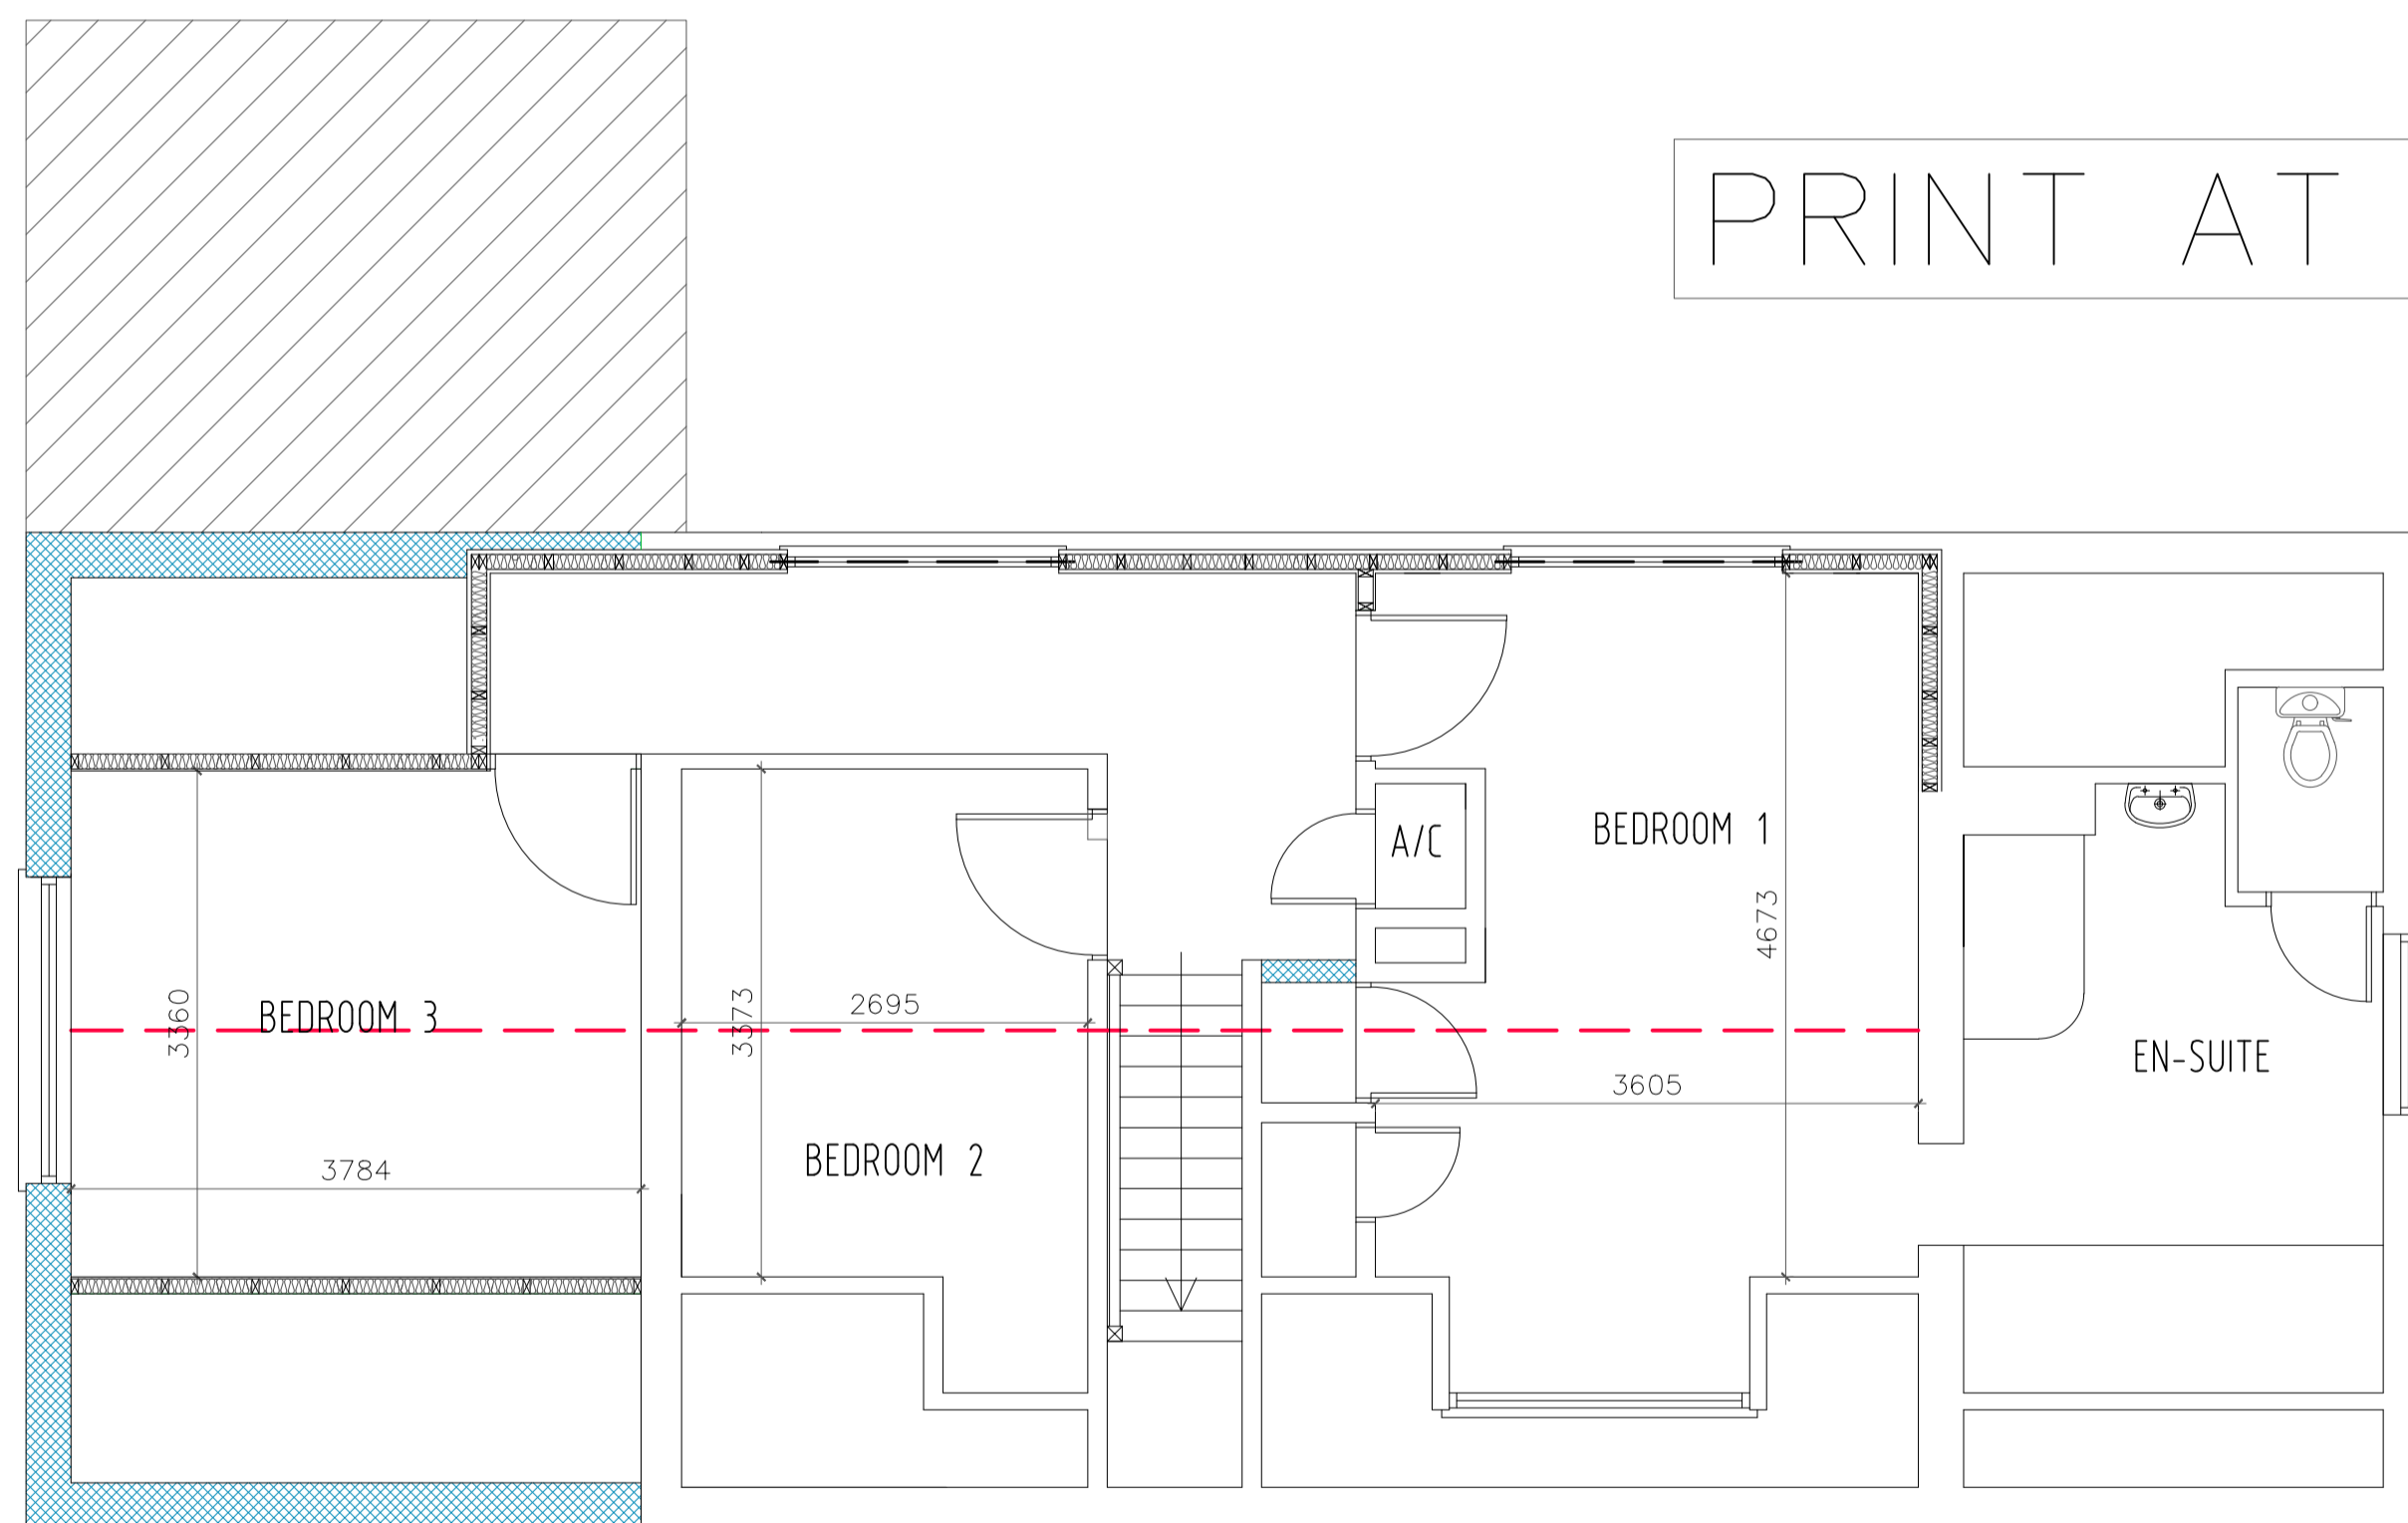 PRINT AT
BEDROOM 1
A/C
4673
BEDROOM 3
3360
3373
2695
EN-SUITE
3605
BEDROOM 2
3784